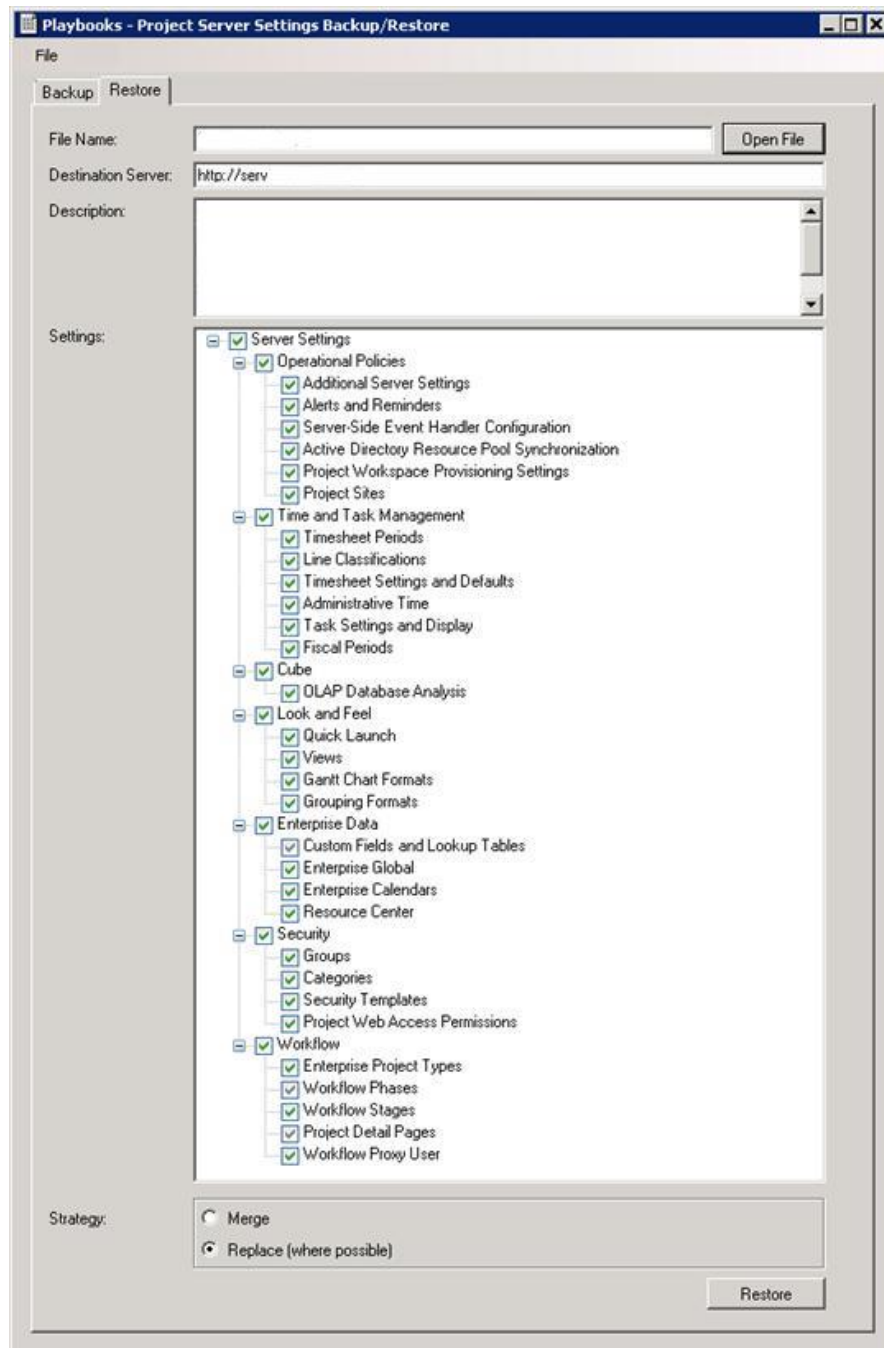 Playbooks - Project Server Settings Backup/Restore
File
Backup Restore
File Name: Open File
Destination Server: http://serv
Description:
Settings: Server Settings
Operational Policies
Additional Server Settings
Alerts and Reminders
Server-Side Event Handler Configuration
Active Directory Resource Pool Synchronization
Project Workspace Provisioning Settings
Project Sites
Time and Task Management
Timesheet Periods
Line Classifications
Timesheet Settings and Defaults
Administrative Time
Task Settings and Display
Fiscal Periods
Cube
OLAP Database Analysis
Look and Feel
Quick Launch
Views
Gantt Chart Formats
Grouping Formats
Enterprise Data
Custom Fields and Lookup Tables
Enterprise Global
Enterprise Calendars
Resource Center
Security
Groups
Categories
Security Templates
Project Web Access Permissions
Workflow
Enterprise Project Types
Workflow Phases
Workflow Stages
Project Detail Pages
Workflow Proxy User
Strategy: Merge
Replace (where possible)
Restore